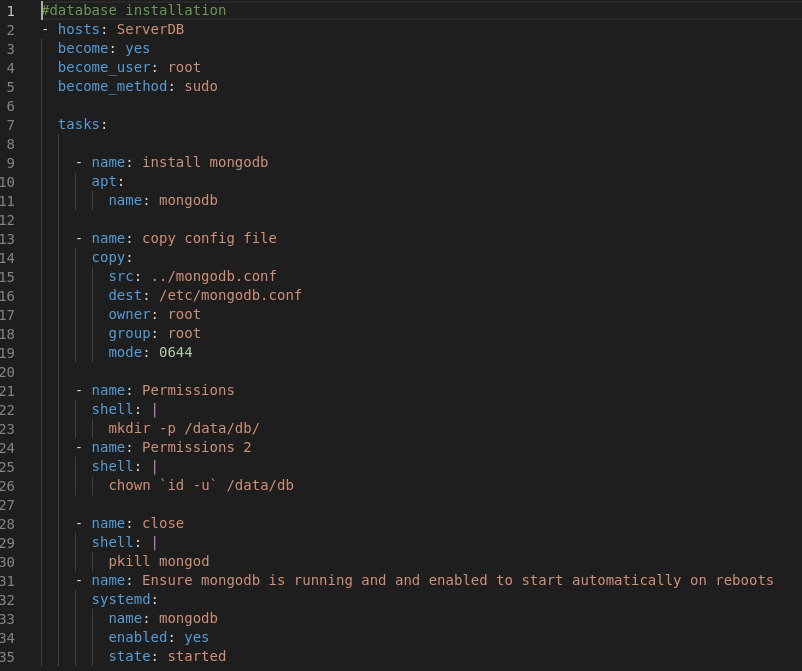 1 #database installation
2 - hosts: ServerDB
3   become: yes
4   become_user: root
5   become_method: sudo
6
7   tasks:
8
9     - name: install mongodb
10       apt:
11         name: mongodb
12
13     - name: copy config file
14       copy:
15         src: ../mongodb.conf
16         dest: /etc/mongodb.conf
17         owner: root
18         group: root
19         mode: 0644
20
21     - name: Permissions
22       shell: |
23         mkdir -p /data/db/
24     - name: Permissions 2
25       shell: |
26         chown `id -u` /data/db
27
28     - name: close
29       shell: |
30         pkill mongod
31     - name: Ensure mongodb is running and and enabled to start automatically on reboots
32       systemd:
33         name: mongodb
34         enabled: yes
35         state: started